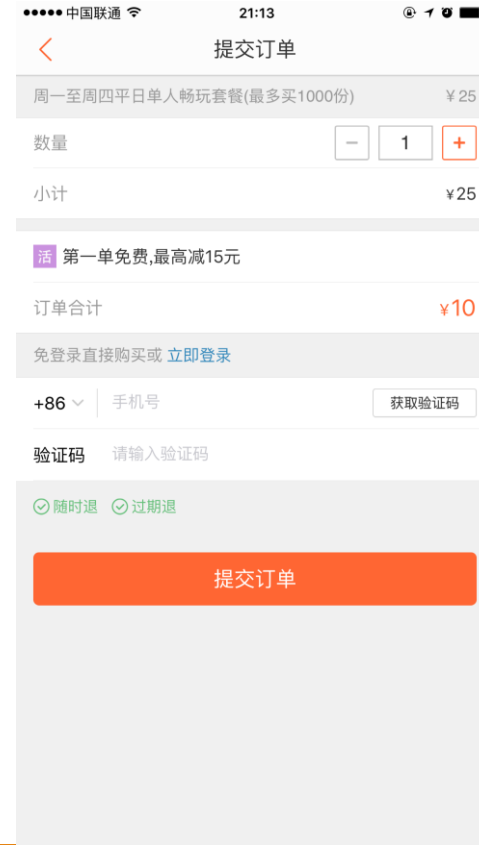 中国联通 21:13
提交订单
周一至周四平日单人畅玩套餐(最多买1000份) ¥25
数量 − 1 +
小计 ¥25
活 第一单免费,最高减15元
订单合计 ¥10
免登录直接购买或 立即登录
+86 手机号 获取验证码
验证码 请输入验证码
随时退 过期退
提交订单